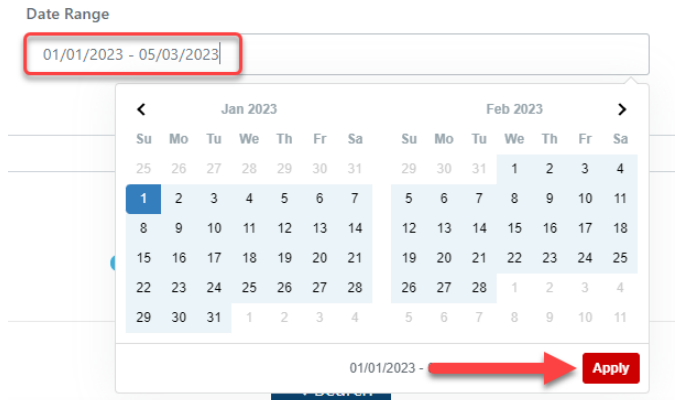 Date Range
01/01/2023 - 05/03/2023
Jan 2023 Feb 2023
Su Mo Tu We Th Fr Sa Su Mo Tu We Th Fr Sa
25 26 27 28 29 30 31 29 30 31 1 2 3 4
1 2 3 4 5 6 7 5 6 7 8 9 10 11
8 9 10 11 12 13 14 12 13 14 15 16 17 18
15 16 17 18 19 20 21 19 20 21 22 23 24 25
22 23 24 25 26 27 28 26 27 28 1 2 3 4
29 30 31 1 2 3 4 5 6 7 8 9 10 11
01/01/2023 - Apply